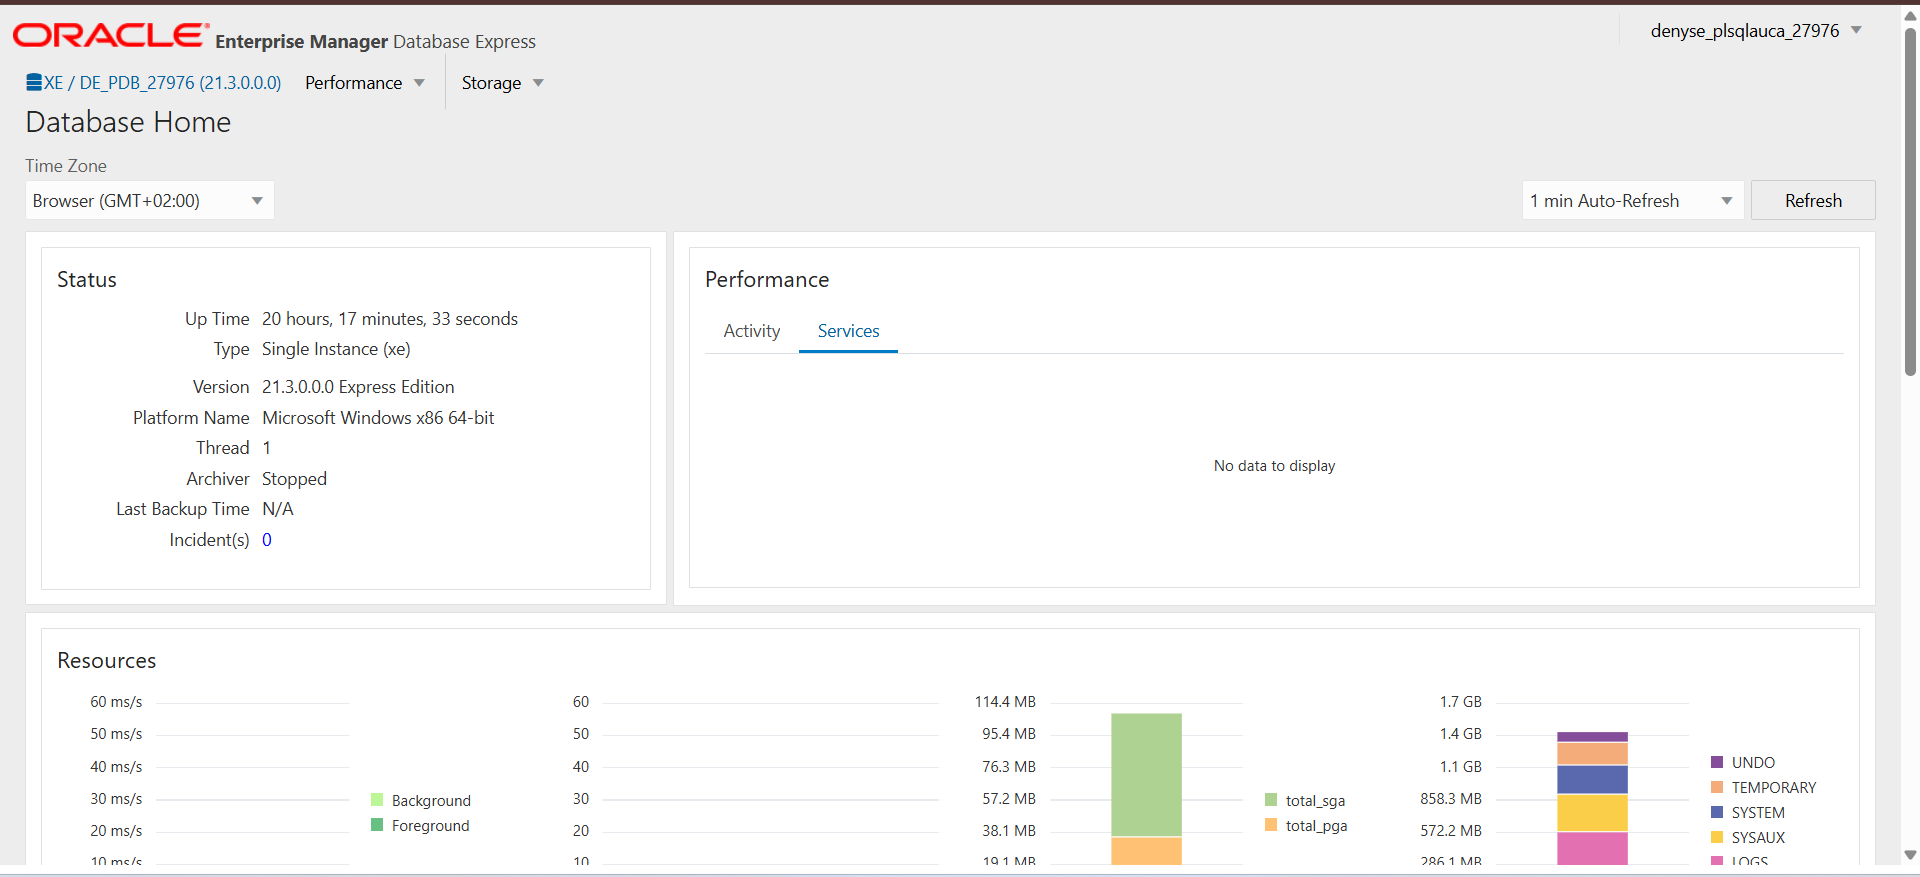 ORACLE Enterprise Manager Database Express
denyse_plsqlauca_27976
XE / DE_PDB_27976 (21.3.0.0.0)
Performance
Storage
Database Home
Time Zone
Browser (GMT+02:00)
1 min Auto-Refresh
Refresh
Status
Up Time 20 hours, 17 minutes, 33 seconds
Type Single Instance (xe)
Version 21.3.0.0.0 Express Edition
Platform Name Microsoft Windows x86 64-bit
Thread 1
Archiver Stopped
Last Backup Time N/A
Incident(s) 0
Performance
Activity
Services
No data to display
Resources
60 ms/s
50 ms/s
40 ms/s
30 ms/s
20 ms/s
10 ms/s
Background
Foreground
60
50
40
30
20
10
114.4 MB
95.4 MB
76.3 MB
57.2 MB
38.1 MB
19.1 MB
total_sga
total_pga
1.7 GB
1.4 GB
1.1 GB
858.3 MB
572.2 MB
286.1 MB
UNDO
TEMPORARY
SYSTEM
SYSAUX
LOGS